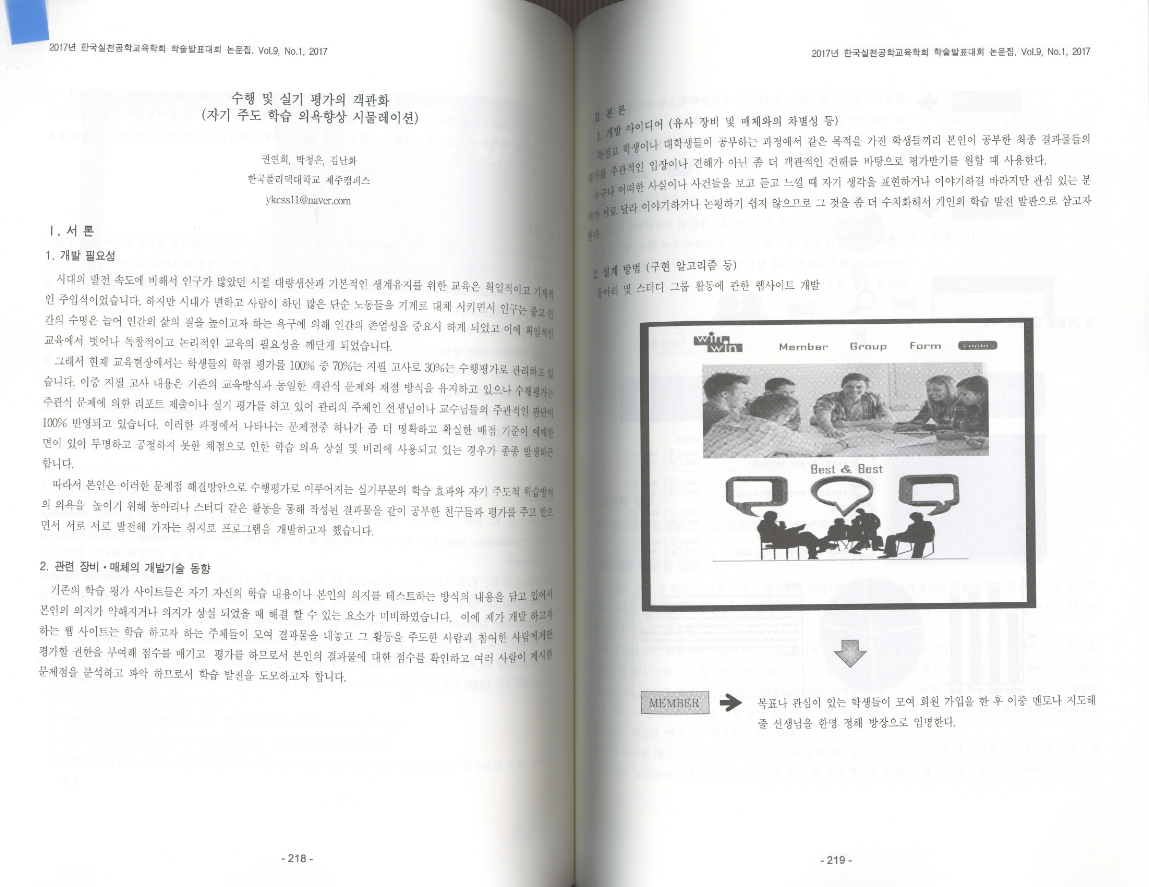 2017년 한국실천공학교육학회 학술발표대회 논문집, Vol.9, No.1, 2017
수행 및 실기 평가의 객관화
(자기 주도 학습 의욕향상 시뮬레이션)
권연희, 박청은, 김난화
한국폴리텍대학교 제주캠퍼스
ykcss11@naver.com
Ⅰ. 서 론
1. 개발 필요성
시대의 발전 속도에 비해서 인구가 많았던 시절 대량생산과 기본적인 생계유지를 위한 교육은 획일적이고 기계적
인 주입식이었습니다. 하지만 시대가 변하고 사람이 하던 많은 단순 노동들을 기계로 대체 시키면서 인구는 줄고 인
간의 수명은 늘어 인간의 삶의 질을 높이고자 하는 욕구에 의해 인간의 존엄성을 중요시 하게 되었고 이에 획일적인
교육에서 벗어나 독창적이고 논리적인 교육의 필요성을 깨닫게 되었습니다.
그래서 현재 교육현장에서는 학생들의 학점 평가를 100% 중 70%는 지필 고사로 30%는 수행평가로 관리하고 있
습니다. 이중 지필 고사 내용은 기존의 교육방식과 동일한 객관식 문제와 채점 방식을 유지하고 있으나 수행평가는
주관식 문제에 의한 리포트 제출이나 실기 평가를 하고 있어 관리의 주체인 선생님이나 교수님들의 주관적인 판단이
100% 반영되고 있습니다. 이러한 과정에서 나타나는 문제점중 하나가 좀 더 명확하고 확실한 배점 기준이 애매한
면이 있어 투명하고 공정하지 못한 채점으로 인한 학습 의욕 상실 및 비리에 사용되고 있는 경우가 종종 발생하곤
합니다.
따라서 본인은 이러한 문제점 해결방안으로 수행평가로 이루어지는 실기부분의 학습 효과와 자기 주도적 학습방식
의 의욕을 높이기 위해 동아리나 스터디 같은 활동을 통해 작성된 결과물을 같이 공부한 친구들과 평가를 주고 받으
면서 서로 서로 발전해 가자는 취지로 프로그램을 개발하고자 했습니다.
2. 관련 장비・매체의 개발기술 동향
기존의 학습 평가 사이트들은 자기 자신의 학습 내용이나 본인의 의지를 테스트하는 방식의 내용을 담고 있어서
본인의 의지가 약해지거나 의지가 상실 되었을 때 해결 할 수 있는 요소가 미비하였습니다. 이에 제가 개발 하고자
하는 웹 사이트는 학습 하고자 하는 주체들이 모여 결과물을 내놓고 그 활동을 주도한 사람과 참여한 사람에게만
평가할 권한을 부여해 점수를 매기고 평가를 하므로서 본인의 결과물에 대한 점수를 확인하고 여러 사람이 제시한
문제점을 분석하고 파악 하므로서 학습 발전을 도모하고자 합니다.
- 218 -
2017년 한국실천공학교육학회 학술발표대회 논문집, Vol.9, No.1, 2017
Ⅱ. 본 론
1. 개발 아이디어 (유사 장비 및 매체와의 차별성 등)
학생이나 대학생들이 공부하는 과정에서 같은 목적을 가진 학생들끼리 본인이 공부한 최종 결과물들의
평가를 주관적인 입장이나 견해가 아닌 좀 더 객관적인 견해를 바탕으로 평가받기를 원할 때 사용한다.
누구나 어떠한 사실이나 사건들을 보고 듣고 느낄 때 자기 생각을 표현하거나 이야기하길 바라지만 관심 있는 분
야가 서로 달라 이야기하거나 논평하기 쉽지 않으므로 그 것을 좀 더 수치화해서 개인의 학습 발전 발판으로 삼고자
한다.
2. 설계 방법 (구현 알고리즘 등)
동아리 및 스터디 그룹 활동에 관한 웹사이트 개발
win
win
Member Group Form Login
Best & Best
MEMBER
목표나 관심이 있는 학생들이 모여 회원 가입을 한 후 이중 멘토나 지도해
줄 선생님을 한명 정해 방장으로 임명한다.
- 219 -